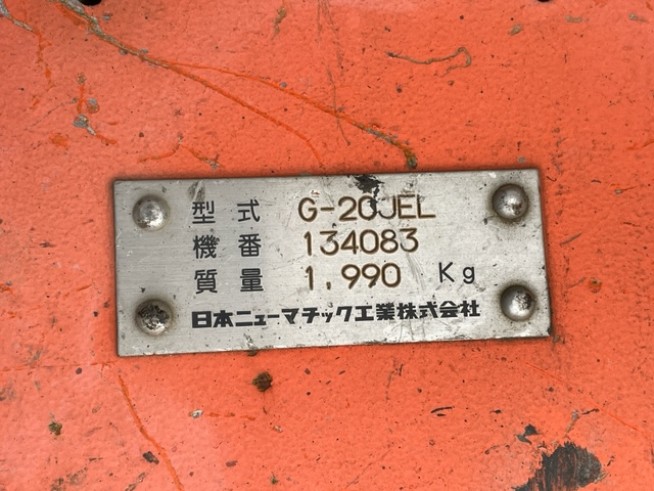 型式 G-20JEL
機番 134083
質量 1,990 Kg
日本ニューマチック工業株式会社